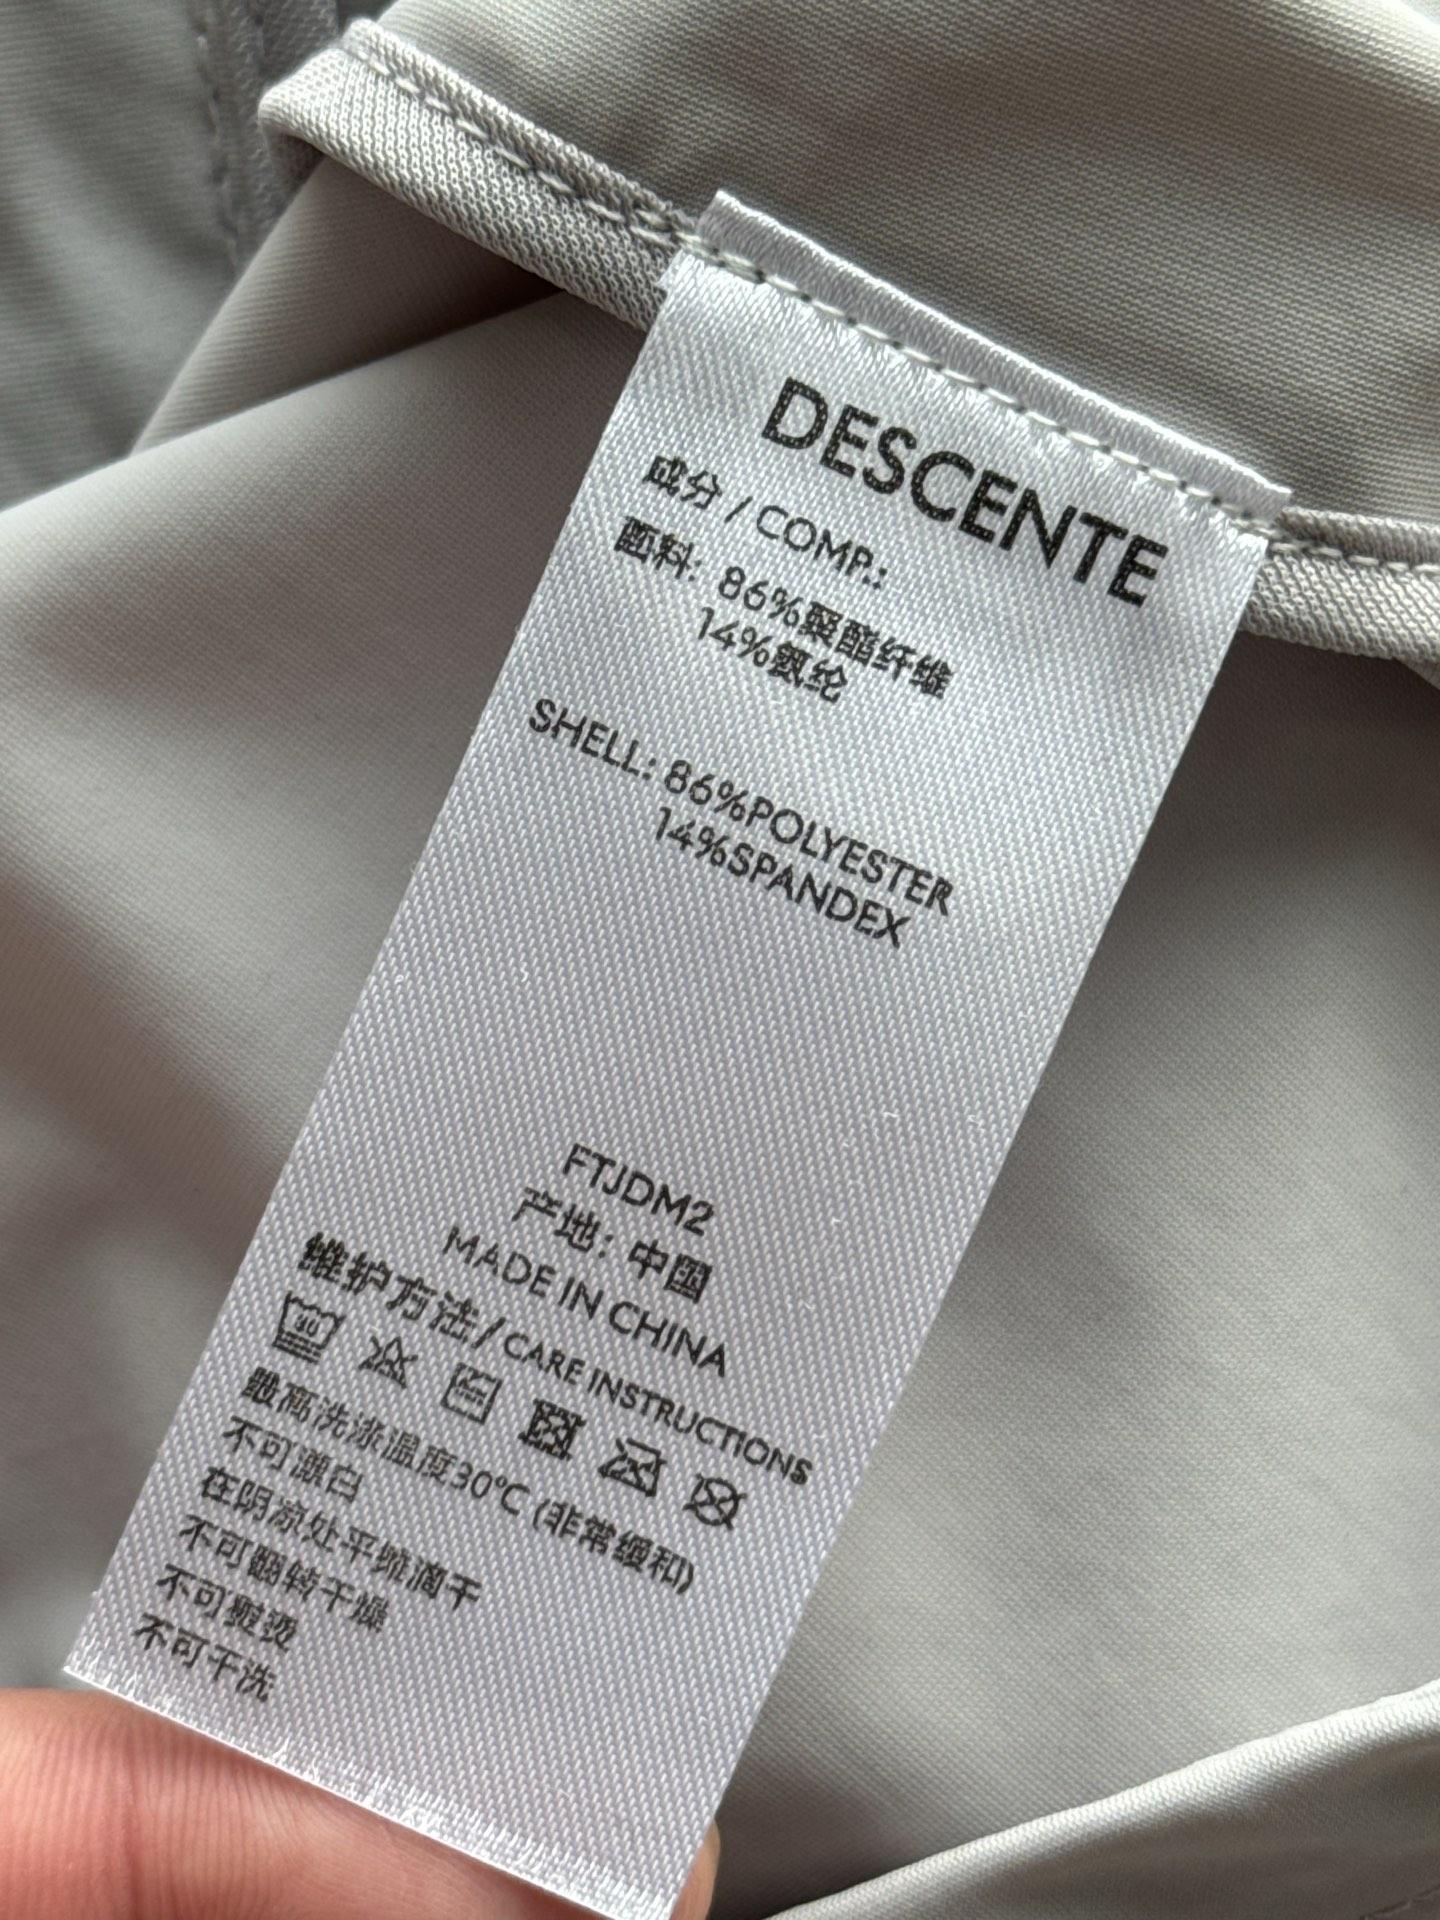 DESCENTE
成分 / COMP.:
面料: 86%聚酯纤维
14%氨纶
SHELL: 86%POLYESTER
14%SPANDEX
FTJDM2
产地: 中国
MADE IN CHINA
维护方法/CARE INSTRUCTIONS
30
最高洗涤温度30°C (非常缓和)
不可漂白
在阴凉处平摊滴干
不可翻转干燥
不可熨烫
不可干洗